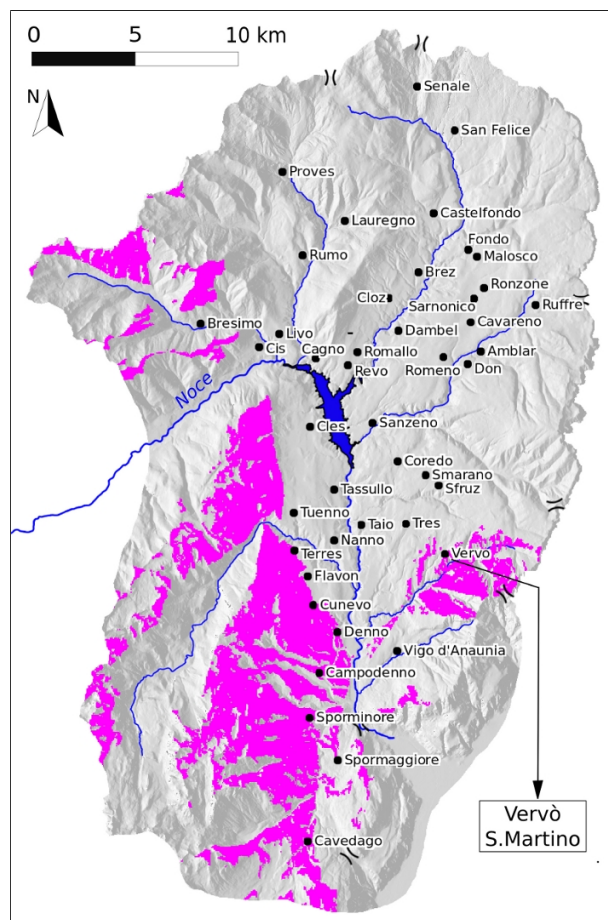 0 5 10 km
N
Senale
San Felice
Proves
Lauregno
Castelfondo
Fondo
Malosco
Rumo
Brez
Ronzone
Cloz
Sarnonico
Ruffre
Bresimo
Livo
Dambel
Cavareno
Cis
Cagno
Romallo
Amblar
Revo
Romeno
Don
Noce
Cles
Sanzeno
Coredo
Smarano
Sfruz
Tassullo
Tuenno
Taio
Tres
Nanno
Terres
Vervo
Flavon
Cunevo
Denno
Vigo d'Anaunia
Campodenno
Sporminore
Spormaggiore
Vervò
S.Martino
Cavedago